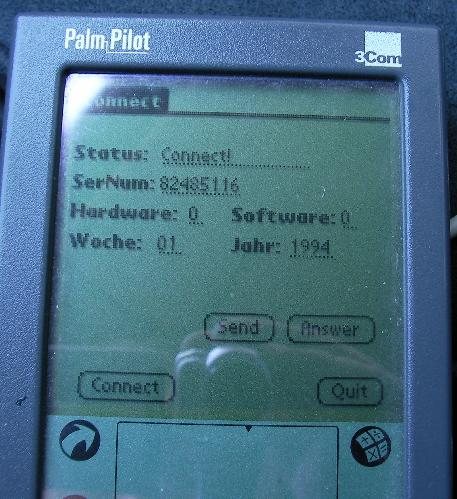 Palm Pilot
3Com
Connect
Status: Connect!
SerNum: 82485116
Hardware: 0 Software: 0
Woche: 01 Jahr: 1994
Send Answer
Connect Quit